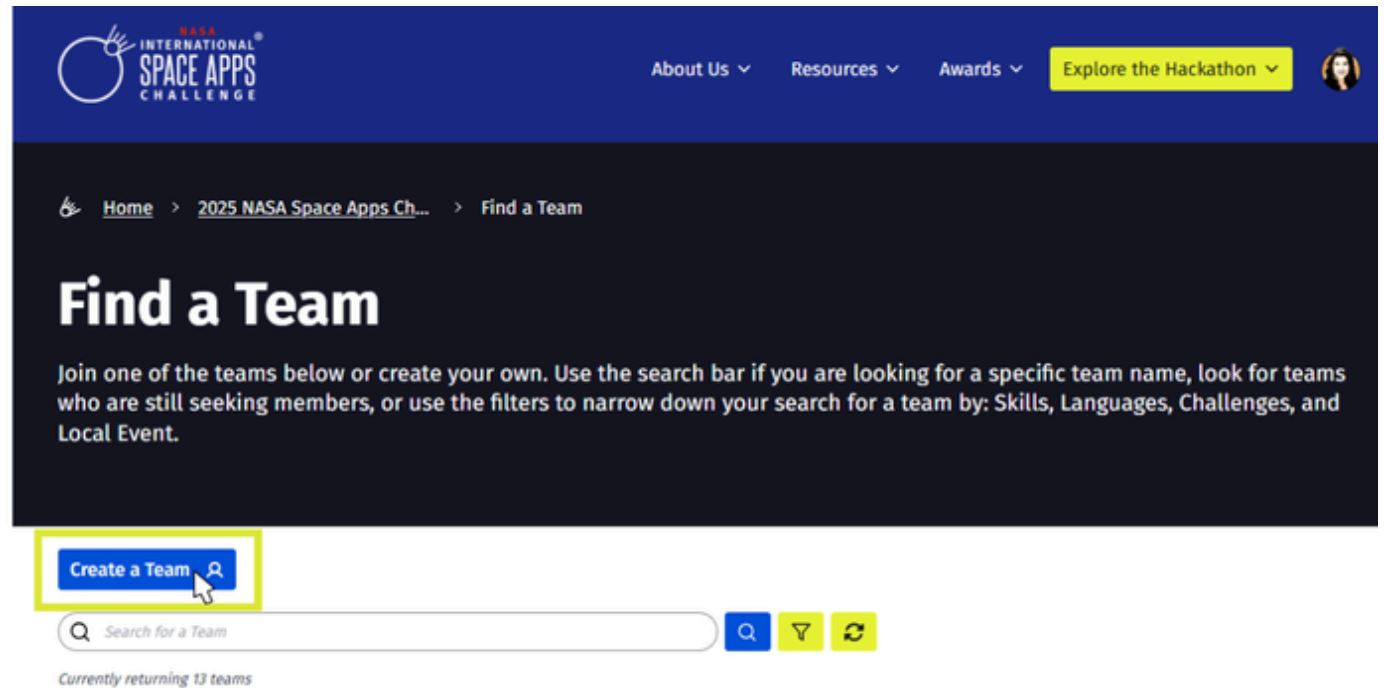 NASA
INTERNATIONAL®
SPACE APPS
CHALLENGE
About Us
Resources
Awards
Explore the Hackathon
Home > 2025 NASA Space Apps Ch... > Find a Team
Find a Team
Join one of the teams below or create your own. Use the search bar if you are looking for a specific team name, look for teams
who are still seeking members, or use the filters to narrow down your search for a team by: Skills, Languages, Challenges, and
Local Event.
Create a Team
Search for a Team
Currently returning 13 teams